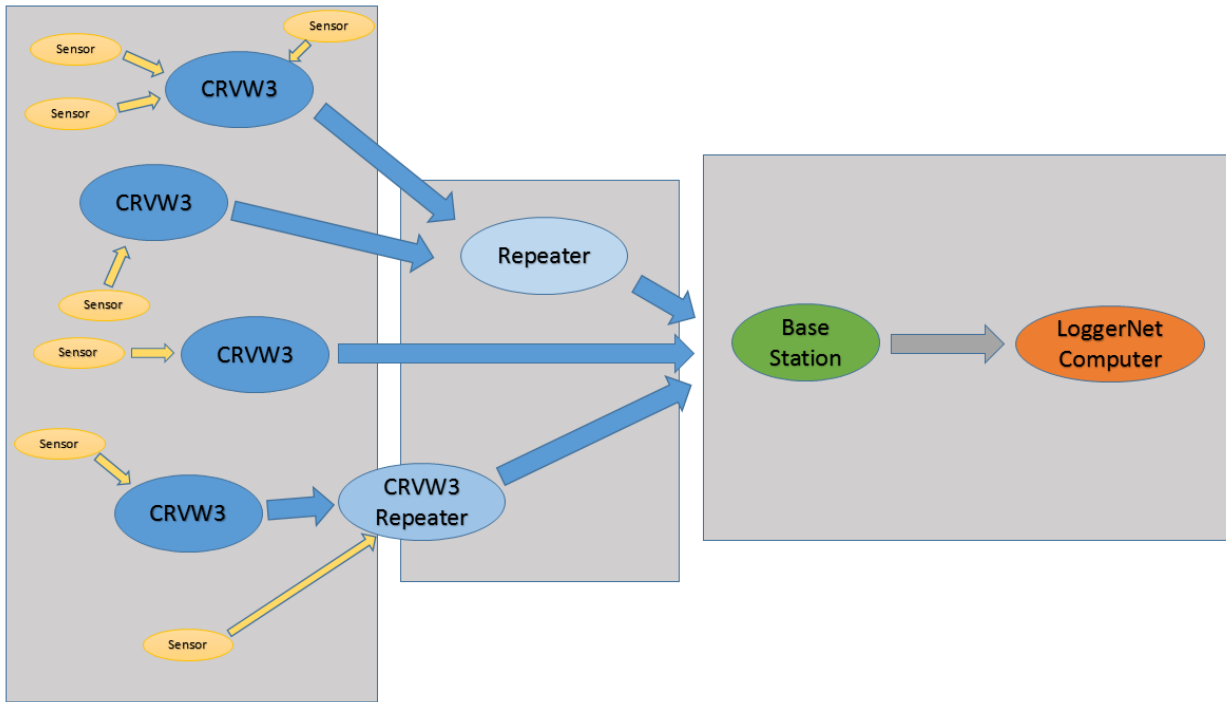 Sensor
Sensor
CRVW3
Sensor
CRVW3
Sensor
Sensor
CRVW3
Sensor
CRVW3
Sensor
Repeater
CRVW3
Repeater
Base
Station
LoggerNet
Computer